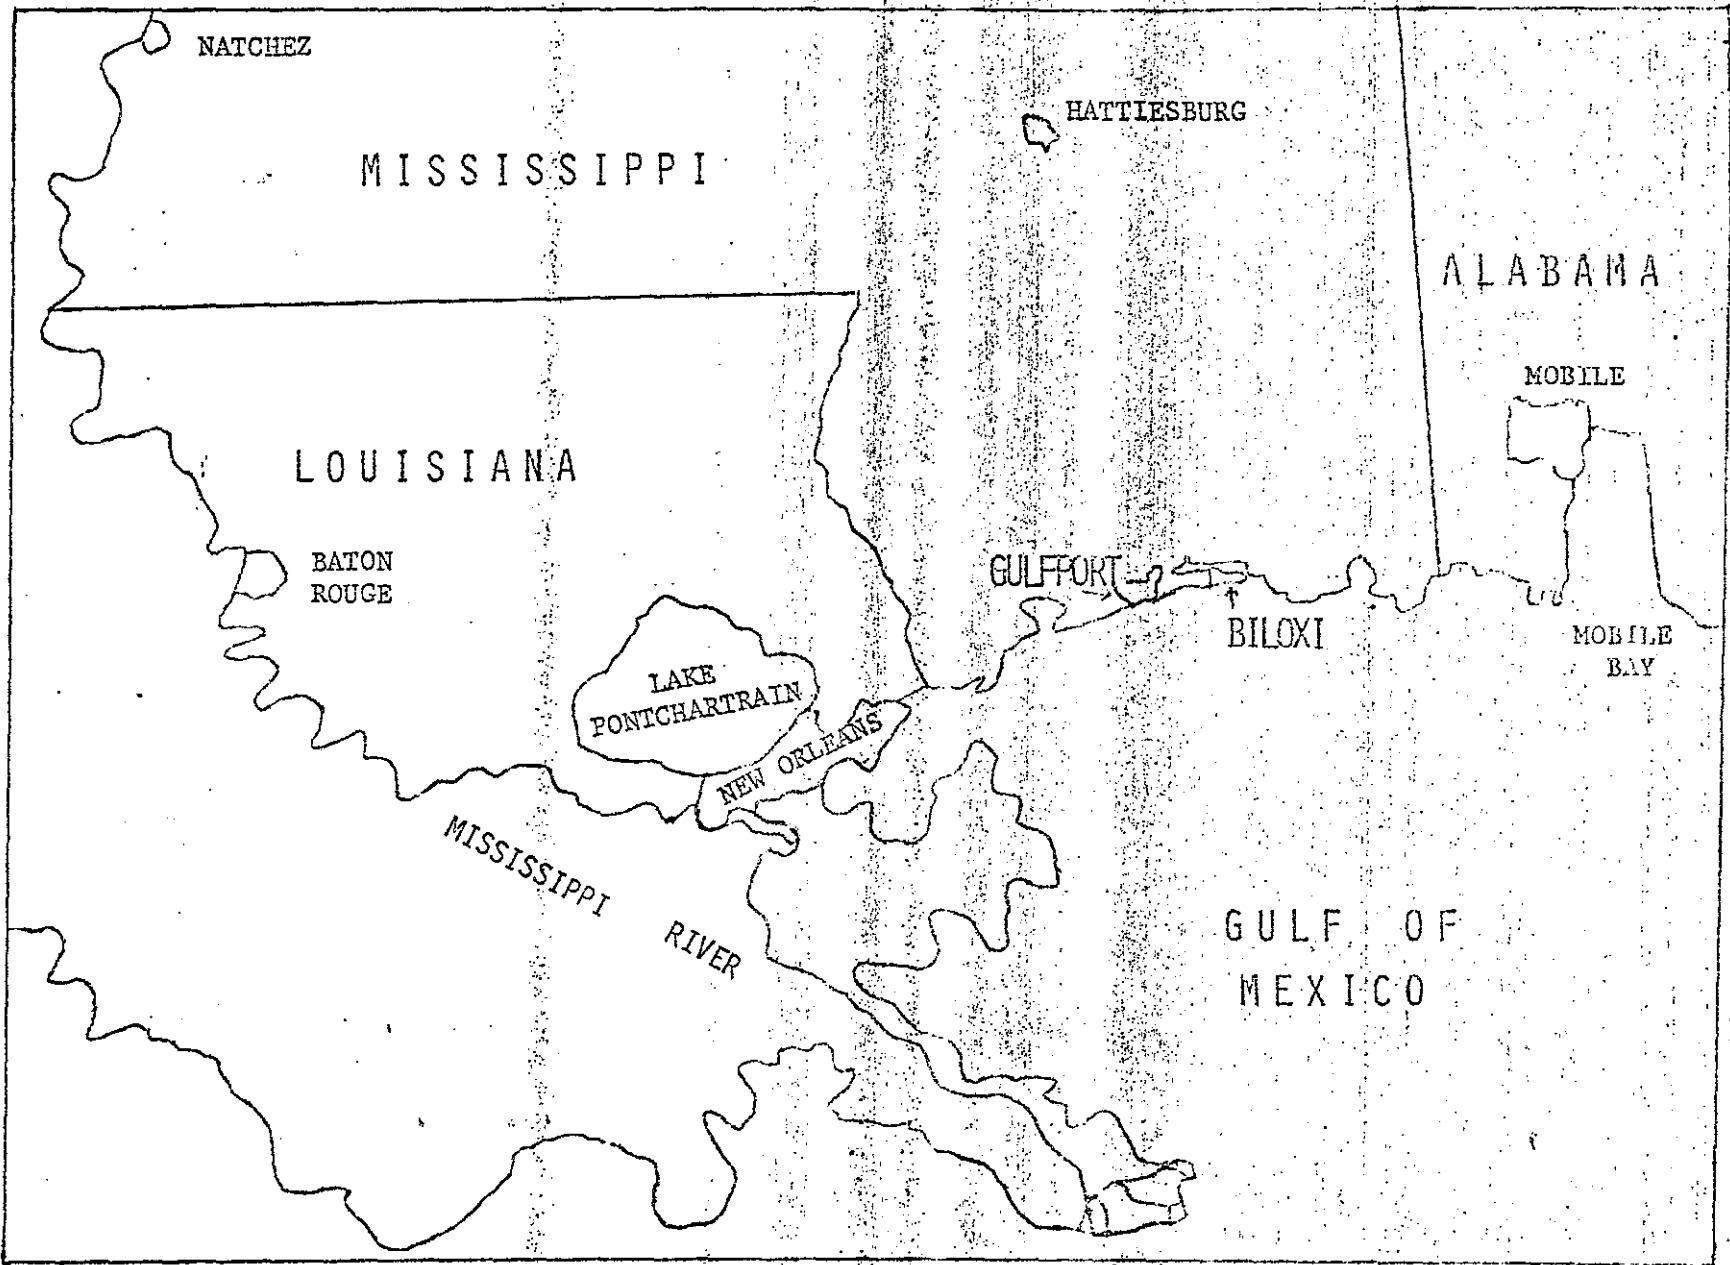 NATCHEZ
HATTIESBURG
MISSISSIPPI
ALABAMA
MOBILE
LOUISIANA
BATON
ROUGE
GULFPORT
BILOXI
MOBILE
BAY
LAKE
PONTCHARTRAIN
NEW ORLEANS
MISSISSIPPI RIVER
GULF OF
MEXICO